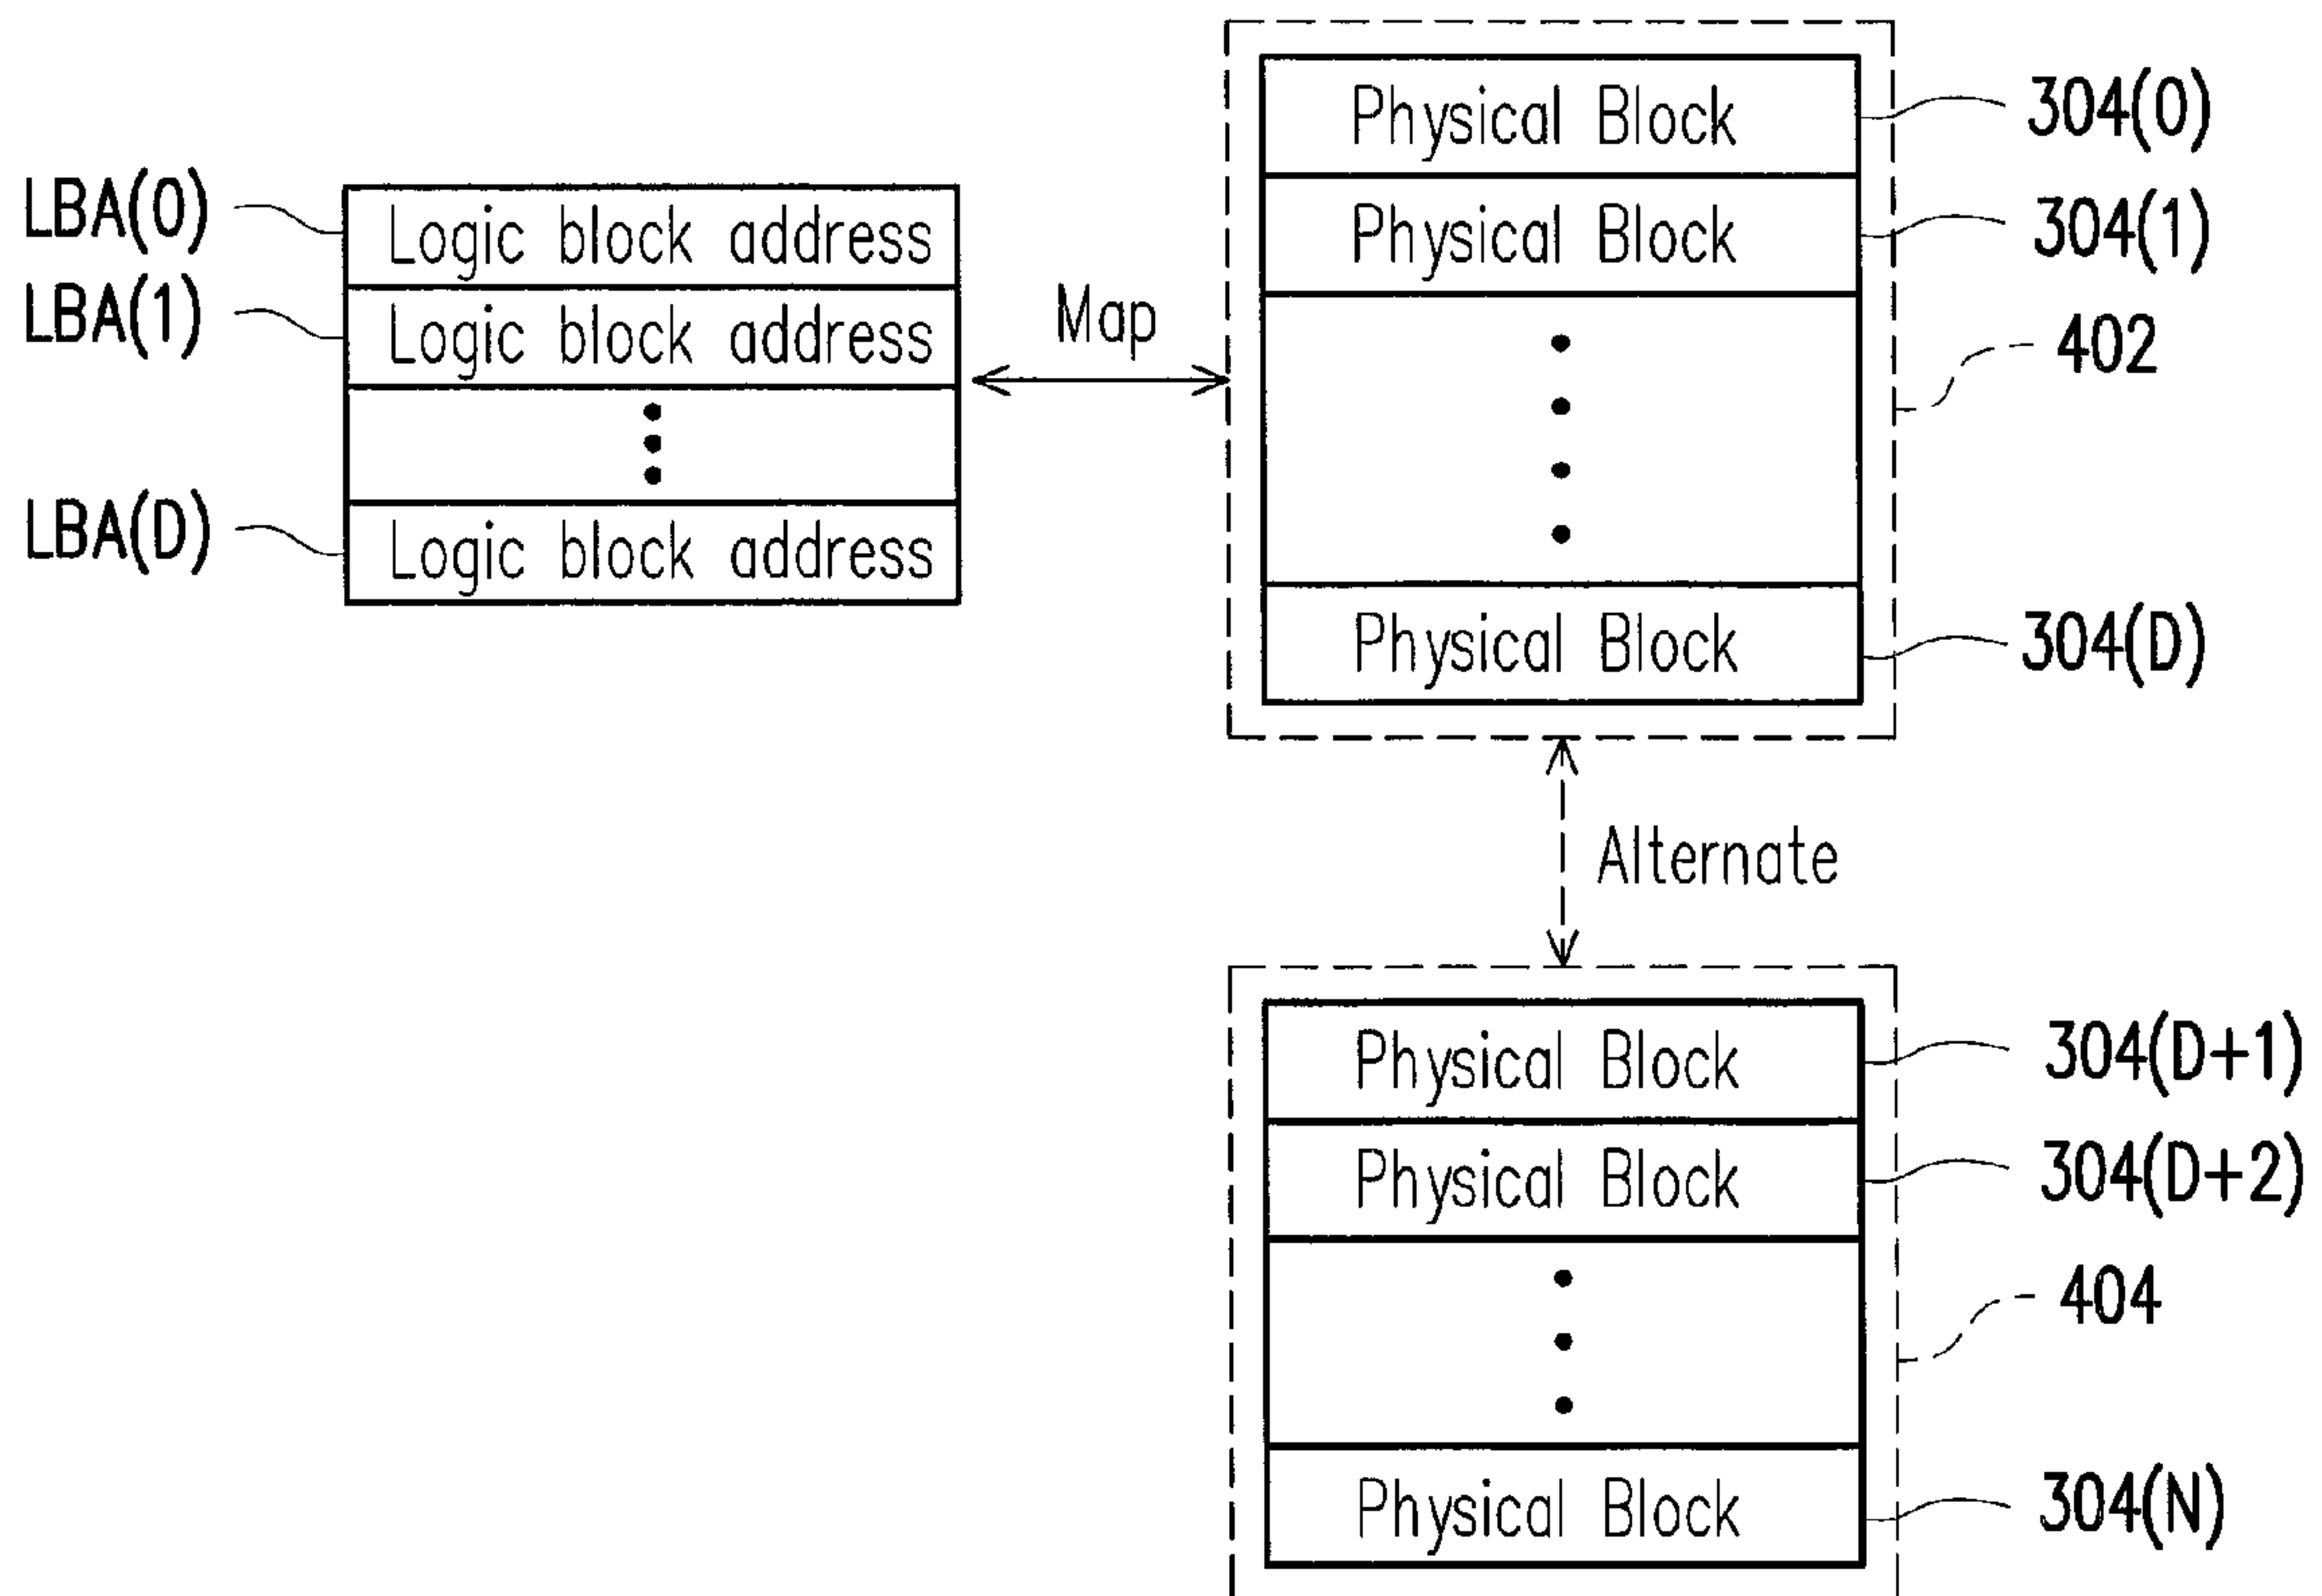 Physical Block 304(0)
LBA(0) Logic block address
Physical Block 304(1)
LBA(1) Logic block address
Map
402
LBA(D) Logic block address
Physical Block 304(D)
Alternate
Physical Block 304(D+1)
Physical Block 304(D+2)
404
Physical Block 304(N)